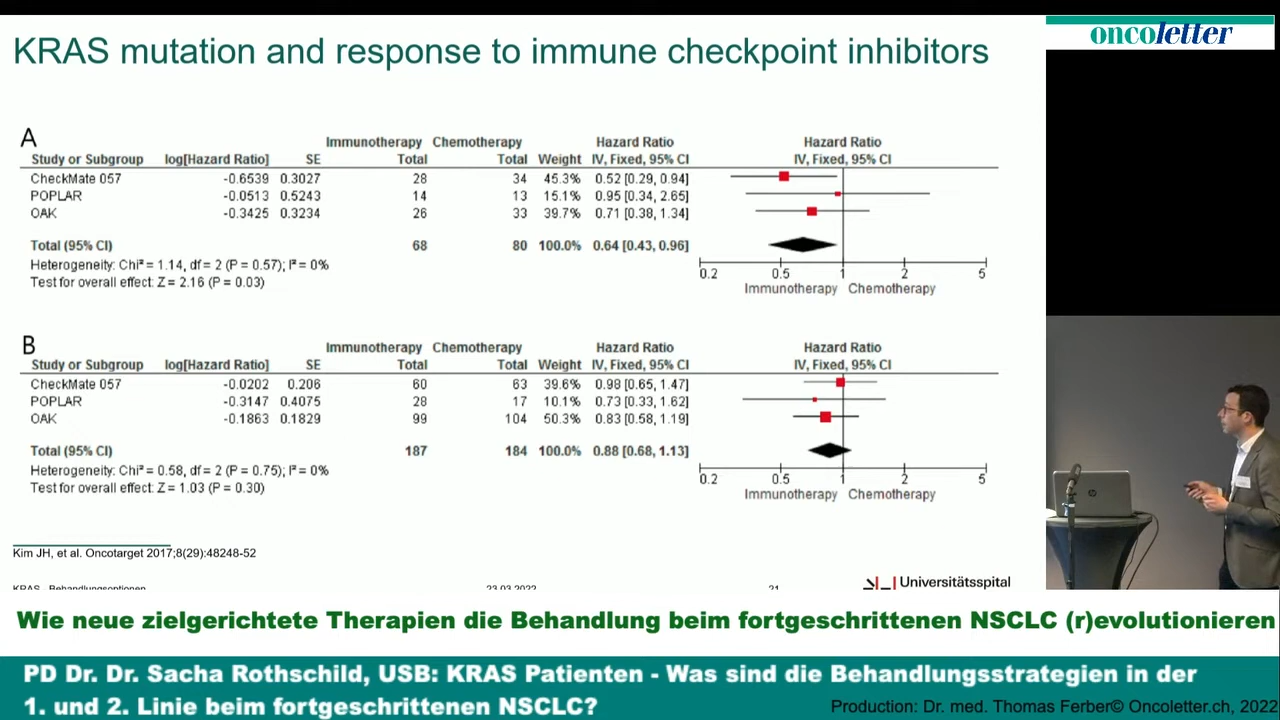 KRAS mutation and response to immune checkpoint inhibitors
oncoletter
A
Immunotherapy Chemotherapy Hazard Ratio Hazard Ratio
Study or Subgroup log[Hazard Ratio] SE Total Total Weight IV, Fixed, 95% CI IV, Fixed, 95% CI
CheckMate 057 -0.6539 0.3027 28 34 45.3% 0.52 [0.29, 0.94]
POPLAR -0.0513 0.5243 14 13 15.1% 0.95 [0.34, 2.65]
OAK -0.3425 0.3234 26 33 39.7% 0.71 [0.38, 1.34]
Total (95% CI) 68 80 100.0% 0.64 [0.43, 0.96]
Heterogeneity: Chi² = 1.14, df = 2 (P = 0.57); I² = 0%
Test for overall effect: Z = 2.16 (P = 0.03)
0.2 0.5 1 2 5
Immunotherapy Chemotherapy
B
Immunotherapy Chemotherapy Hazard Ratio Hazard Ratio
Study or Subgroup log[Hazard Ratio] SE Total Total Weight IV, Fixed, 95% CI IV, Fixed, 95% CI
CheckMate 057 -0.0202 0.206 60 63 39.6% 0.98 [0.65, 1.47]
POPLAR -0.3147 0.4075 28 17 10.1% 0.73 [0.33, 1.62]
OAK -0.1863 0.1829 99 104 50.3% 0.83 [0.58, 1.19]
Total (95% CI) 187 184 100.0% 0.88 [0.68, 1.13]
Heterogeneity: Chi² = 0.58, df = 2 (P = 0.75); I² = 0%
Test for overall effect: Z = 1.03 (P = 0.30)
0.2 0.5 1 2 5
Immunotherapy Chemotherapy
Kim JH, et al. Oncotarget 2017;8(29):48248-52
KRAS Behandlungsoptionen 23.03.2022 21 Universitätsspital
Wie neue zielgerichtete Therapien die Behandlung beim fortgeschrittenen NSCLC (r)evolutionieren
PD Dr. Dr. Sacha Rothschild, USB: KRAS Patienten - Was sind die Behandlungsstrategien in der
1. und 2. Linie beim fortgeschrittenen NSCLC?
Production: Dr. med. Thomas Ferber© Oncoletter.ch, 2022